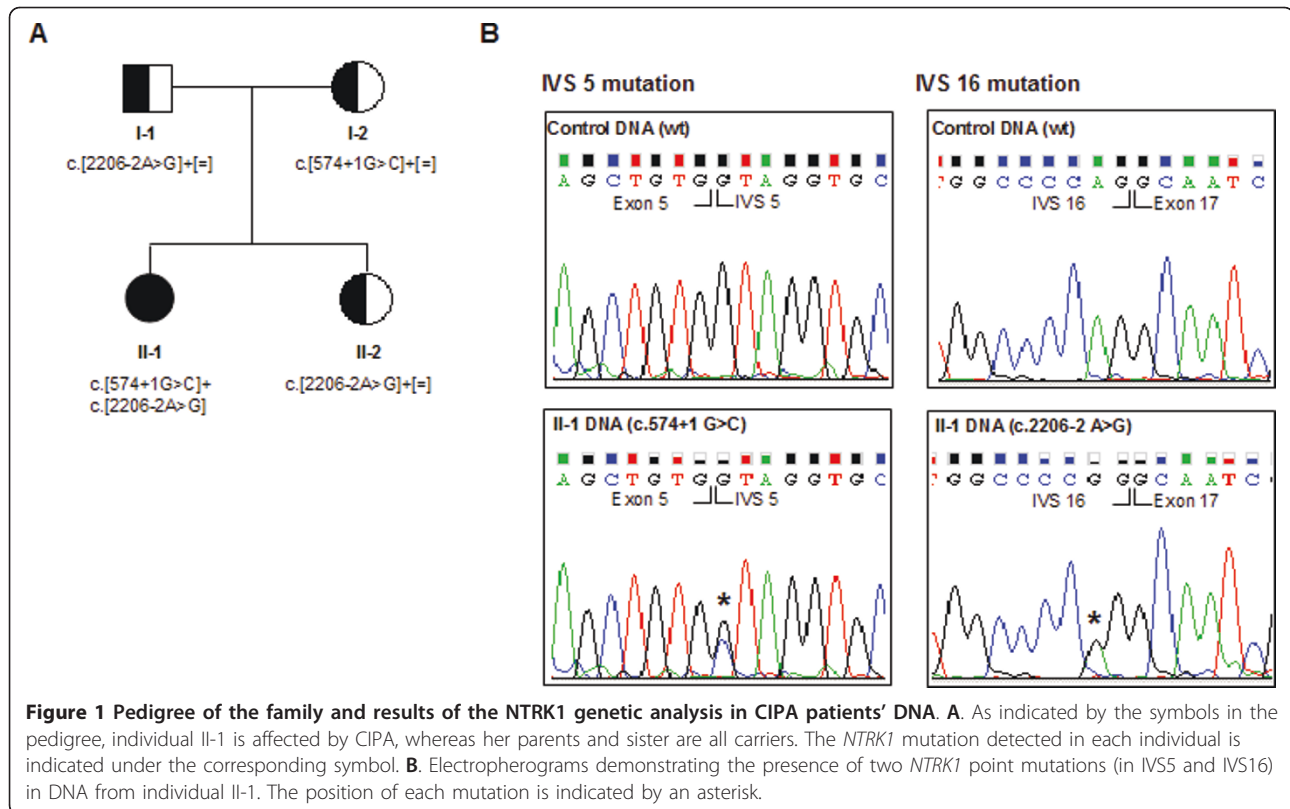 A
I-1
I-2
c.[2206-2A>G]+[=]
c.[574+1G>C]+[=]
II-1
II-2
c.[574+1G>C]+
c.[2206-2A>G]
c.[2206-2A>G]+[=]
B
IVS 5 mutation
Control DNA (wt)
A G C T G T G G T A G G T G C
Exon 5
IVS 5
II-1 DNA (c.574+1 G>C)
A G C T G T G G T A G G T G C
Exon 5
IVS 5
*
IVS 16 mutation
Control DNA (wt)
T G G C C C C A G G C A A T C
IVS 16
Exon 17
II-1 DNA (c.2206-2 A>G)
T G G C C C C G G G C A A T C
IVS 16
Exon 17
*
Figure 1 Pedigree of the family and results of the NTRK1 genetic analysis in CIPA patients' DNA. A. As indicated by the symbols in the
pedigree, individual II-1 is affected by CIPA, whereas her parents and sister are all carriers. The NTRK1 mutation detected in each individual is
indicated under the corresponding symbol. B. Electropherograms demonstrating the presence of two NTRK1 point mutations (in IVS5 and IVS16)
in DNA from individual II-1. The position of each mutation is indicated by an asterisk.